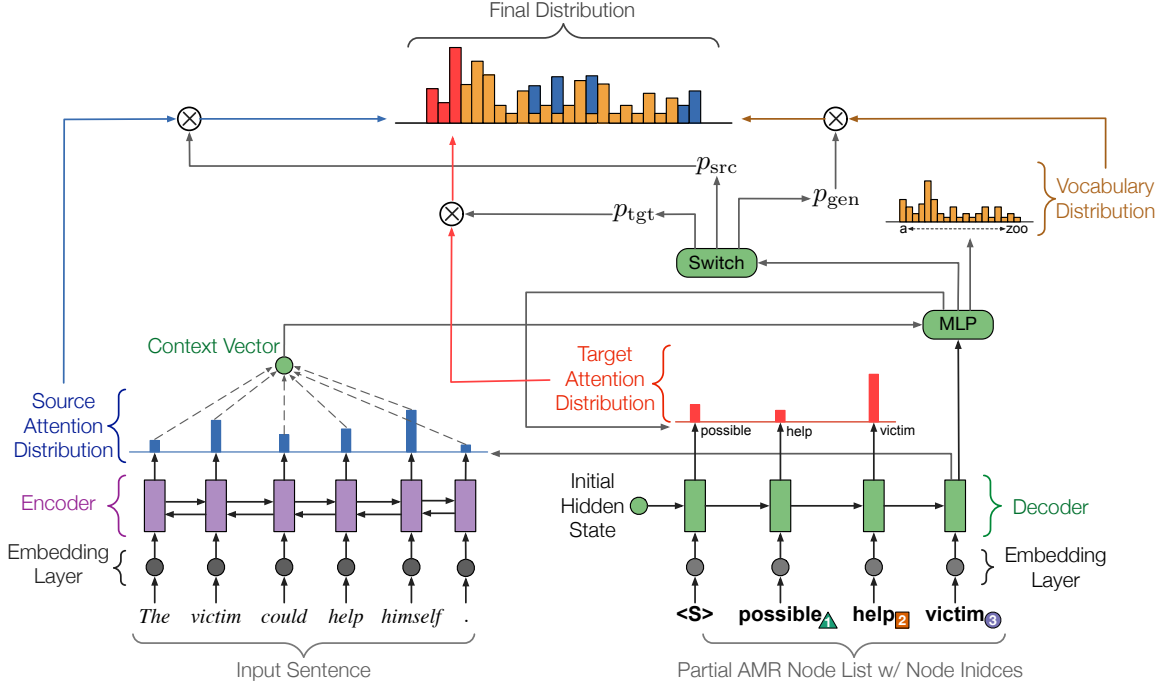 Final Distribution
p_src
p_tgt
p_gen
Vocabulary
Distribution
a
zoo
Switch
MLP
Context Vector
Target
Attention
Distribution
Source
Attention
Distribution
possible
help
victim
Encoder
Initial
Hidden
State
Decoder
Embedding
Layer
Embedding
Layer
The victim could help himself .
<S> possible 1 help 2 victim 3
Input Sentence
Partial AMR Node List w/ Node Inidces